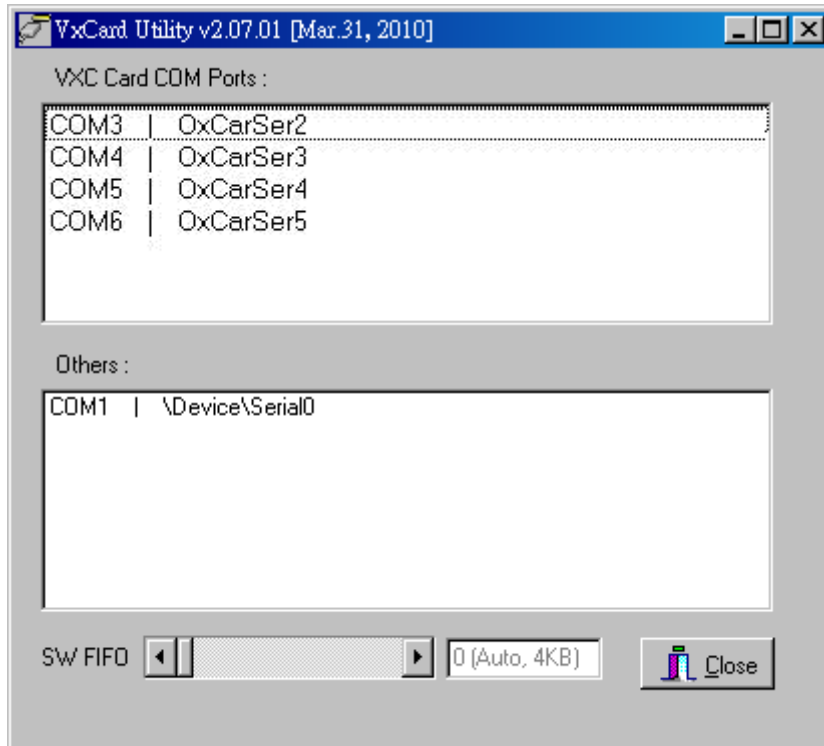 VxCard Utility v2.07.01 [Mar.31, 2010]
VXC Card COM Ports :
COM3 | OxCarSer2
COM4 | OxCarSer3
COM5 | OxCarSer4
COM6 | OxCarSer5
Others :
COM1 | \Device\Serial0
SW FIFO 0 (Auto, 4KB) Close